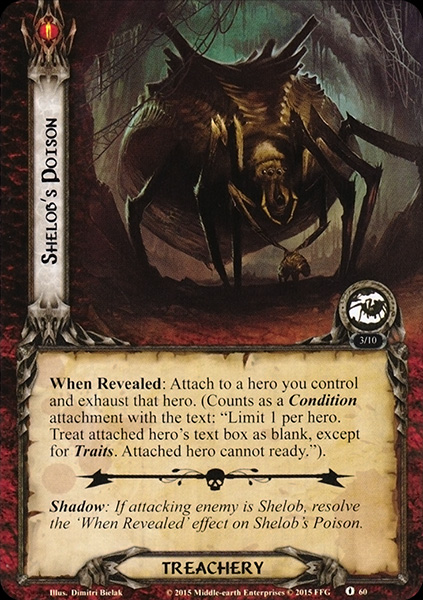 SHELOB'S POISON
3/10
When Revealed: Attach to a hero you control
and exhaust that hero. (Counts as a Condition
attachment with the text: “Limit 1 per hero.
Treat attached hero's text box as blank, except
for Traits. Attached hero cannot ready.”).
Shadow: If attacking enemy is Shelob, resolve
the ‘When Revealed’ effect on Shelob's Poison.
TREACHERY
Illus. Dimitri Bielak © 2015 Middle-earth Enterprises © 2015 FFG 60